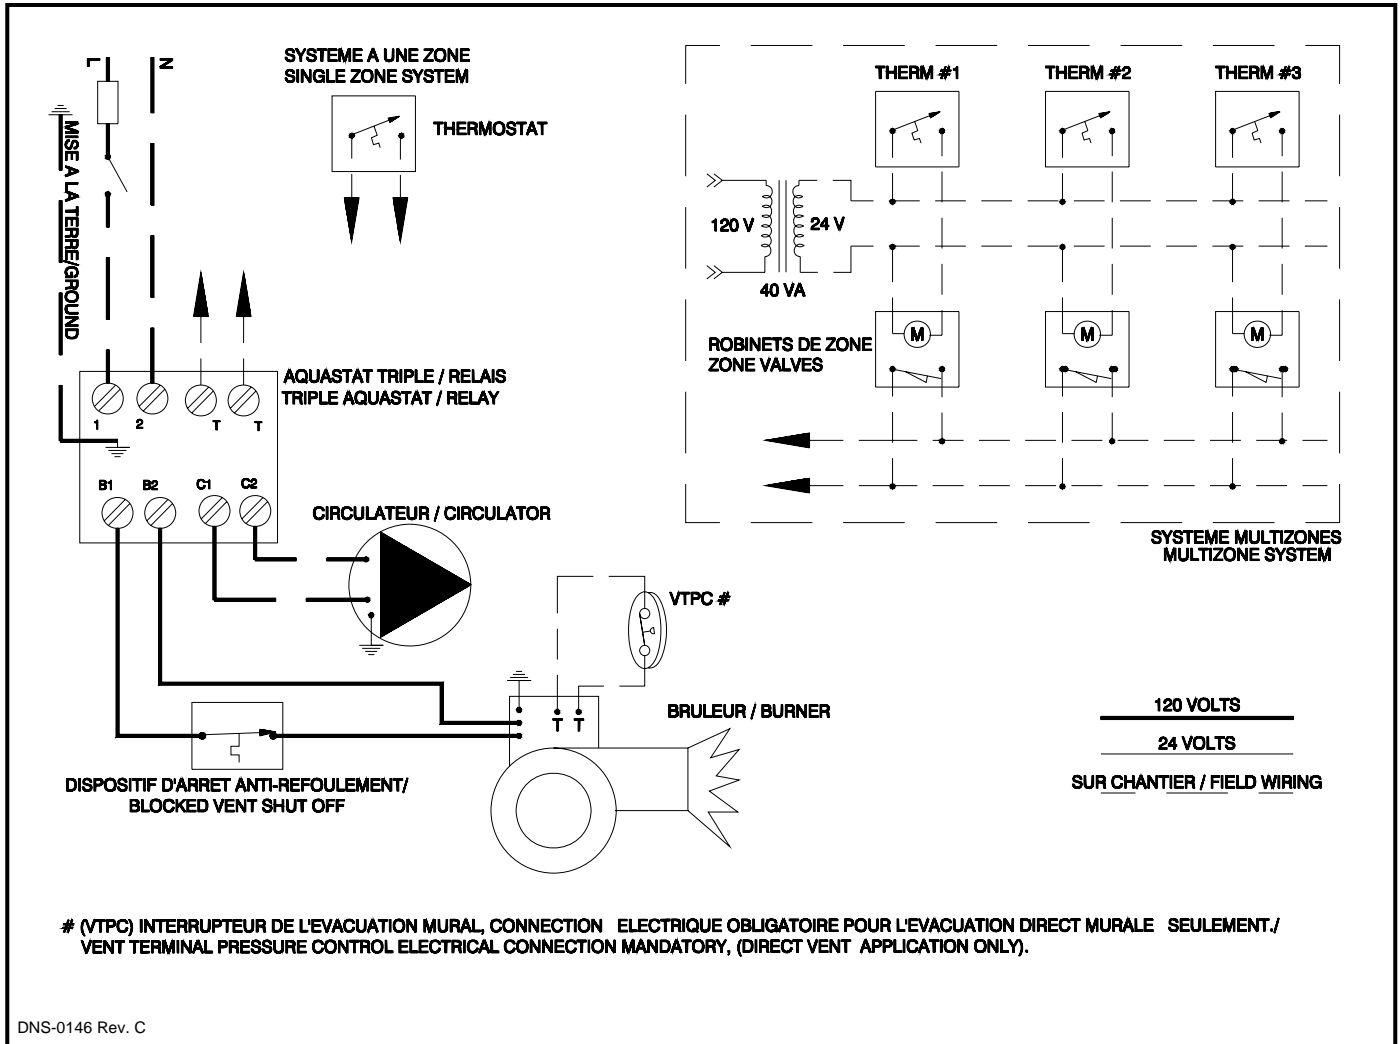 L
N
MISE A LA TERRE/GROUND
SYSTEME A UNE ZONE
SINGLE ZONE SYSTEM
THERMOSTAT
THERM #1
THERM #2
THERM #3
120 V
24 V
40 VA
ROBINETS DE ZONE
ZONE VALVES
M
M
M
SYSTEME MULTIZONES
MULTIZONE SYSTEM
AQUASTAT TRIPLE / RELAIS
TRIPLE AQUASTAT / RELAY
1
2
T
T
B1
B2
C1
C2
CIRCULATEUR / CIRCULATOR
VTPC #
T T
BRULEUR / BURNER
DISPOSITIF D'ARRET ANTI-REFOULEMENT/
BLOCKED VENT SHUT OFF
120 VOLTS
24 VOLTS
SUR CHANTIER / FIELD WIRING
# (VTPC) INTERRUPTEUR DE L'EVACUATION MURAL, CONNECTION ELECTRIQUE OBLIGATOIRE POUR L'EVACUATION DIRECT MURALE SEULEMENT./
VENT TERMINAL PRESSURE CONTROL ELECTRICAL CONNECTION MANDATORY, (DIRECT VENT APPLICATION ONLY).
DNS-0146 Rev. C